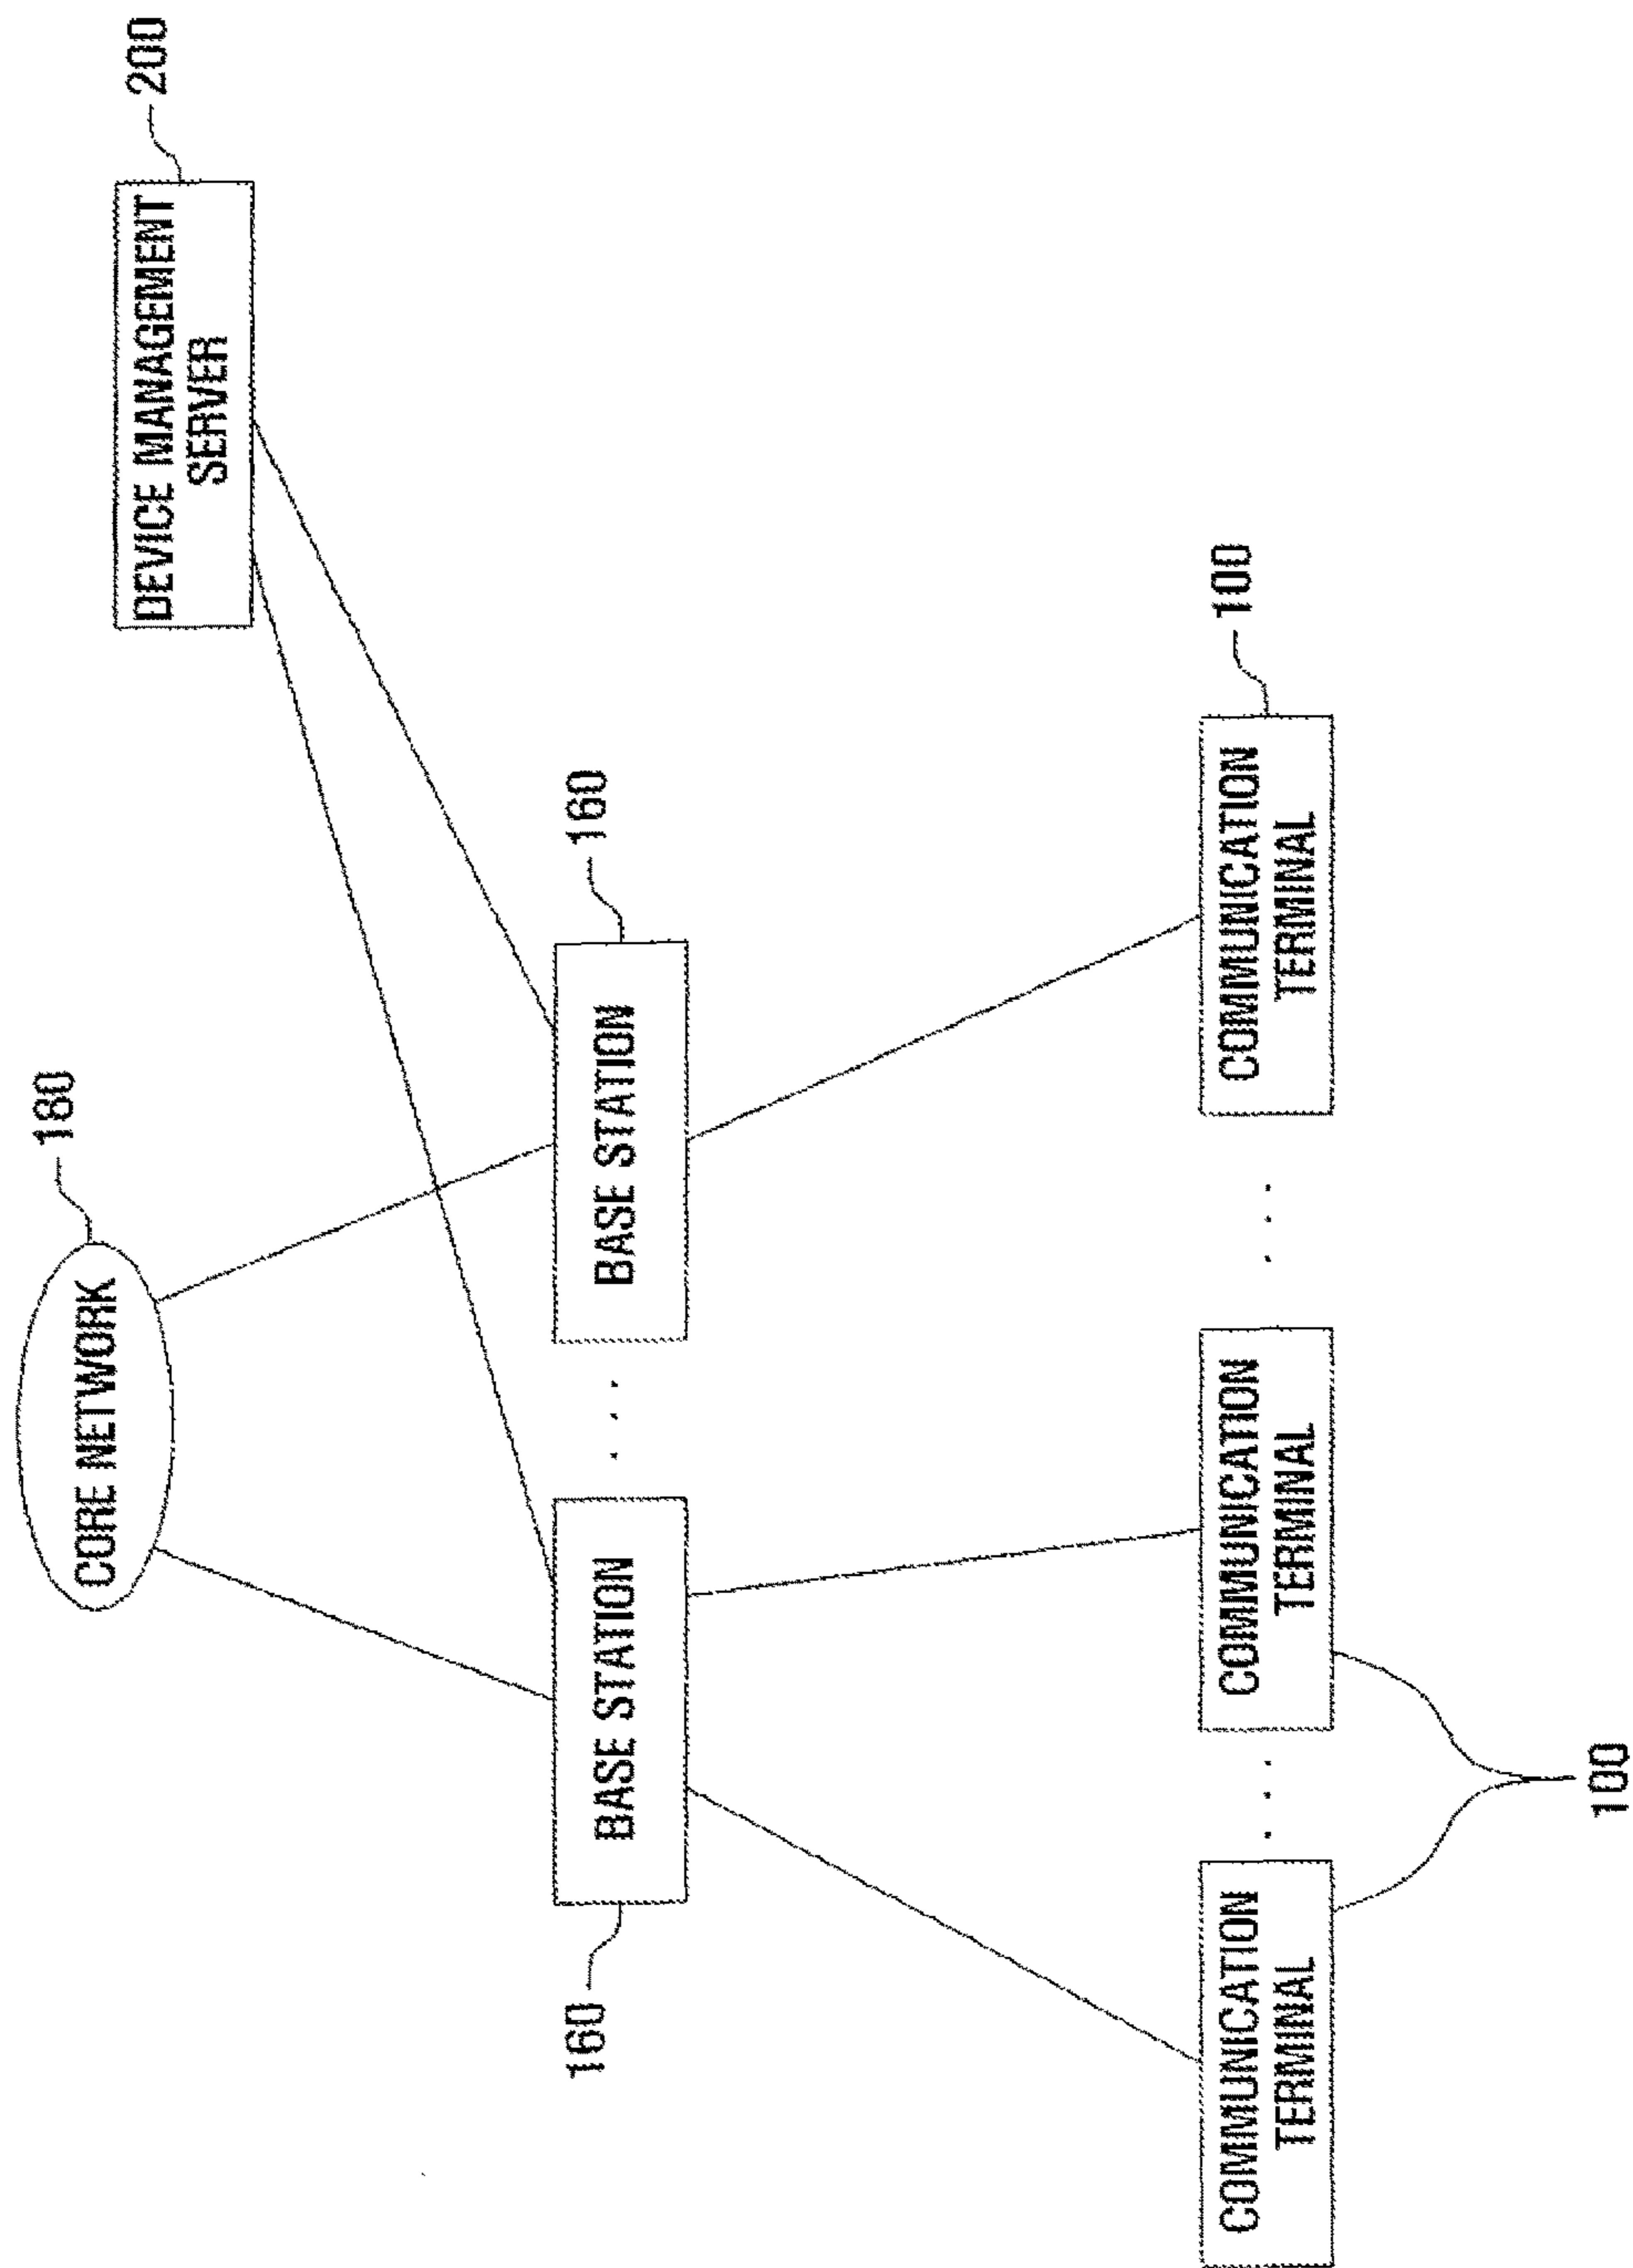 CORE NETWORK
180
DEVICE MANAGEMENT
SERVER
200
160
BASE STATION
. . .
BASE STATION
160
COMMUNICATION
TERMINAL
. . .
COMMUNICATION
TERMINAL
. . .
COMMUNICATION
TERMINAL
100
100